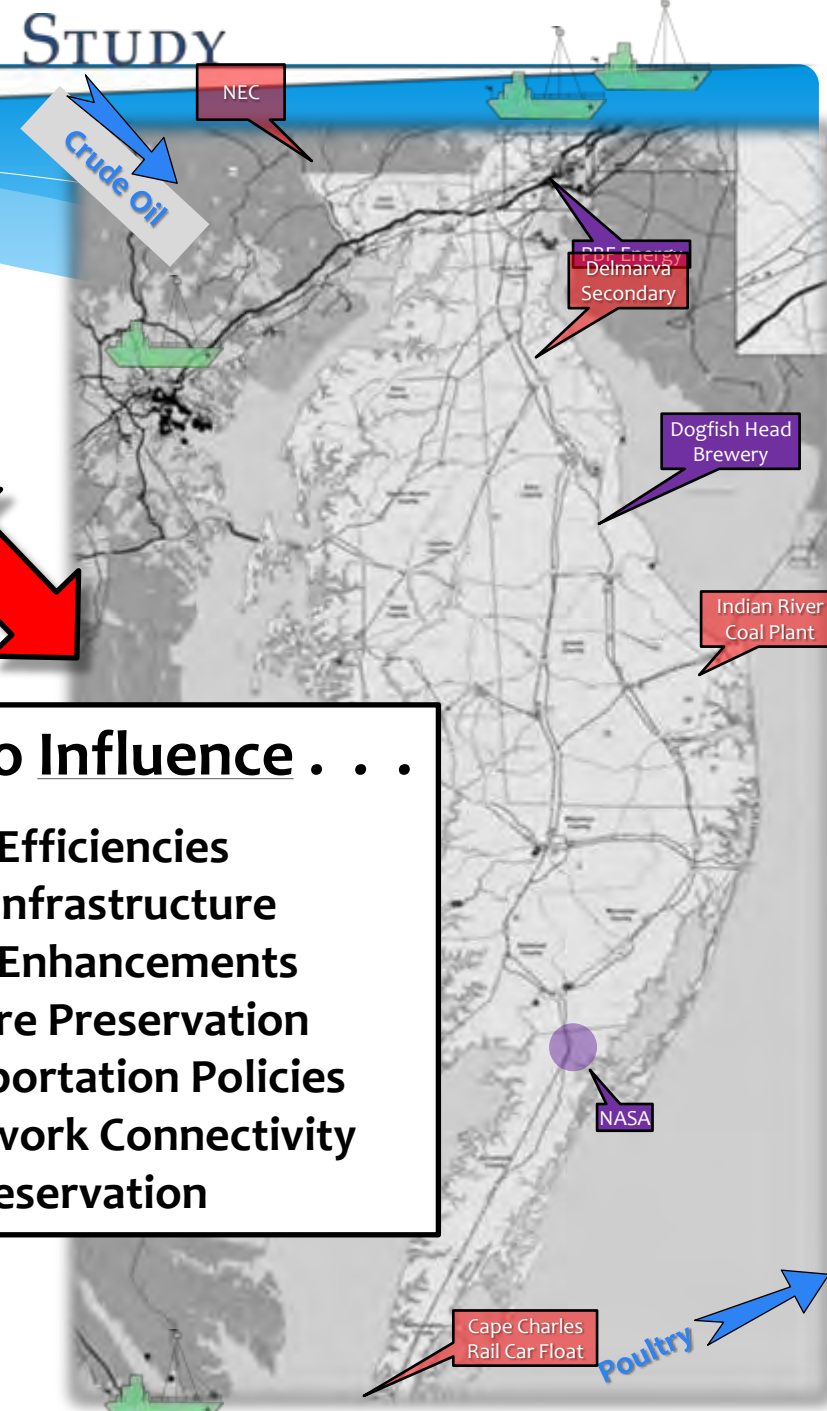 STUDY
NEC
Crude Oil
PBF Energy
Delmarva
Secondary
Dogfish Head
Brewery
Indian River
Coal Plant
o Influence . . .
Efficiencies
nfrastructure
Enhancements
re Preservation
portation Policies
work Connectivity
eservation
NASA
Cape Charles
Rail Car Float
Poultry